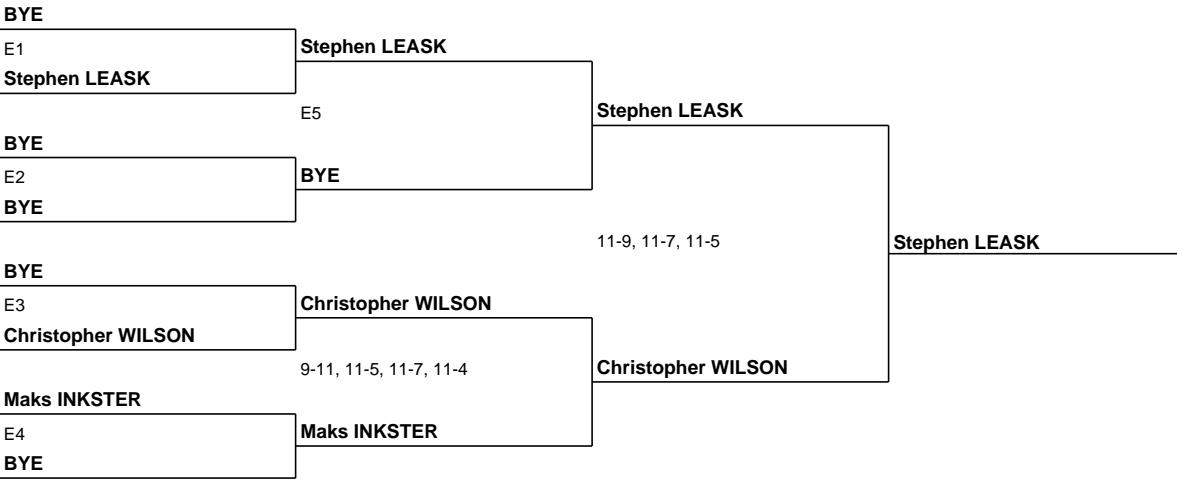 BYE
E1
Stephen LEASK
Stephen LEASK
E5
Stephen LEASK
BYE
E2
BYE
BYE
11-9, 11-7, 11-5
Stephen LEASK
BYE
E3
Christopher WILSON
Christopher WILSON
9-11, 11-5, 11-7, 11-4
Christopher WILSON
Maks INKSTER
E4
Maks INKSTER
BYE